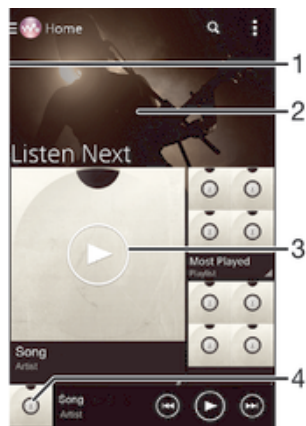 Home
1
2
Listen Next
3
Most Played
Playlist
Song
Artist
4
Song
Artist